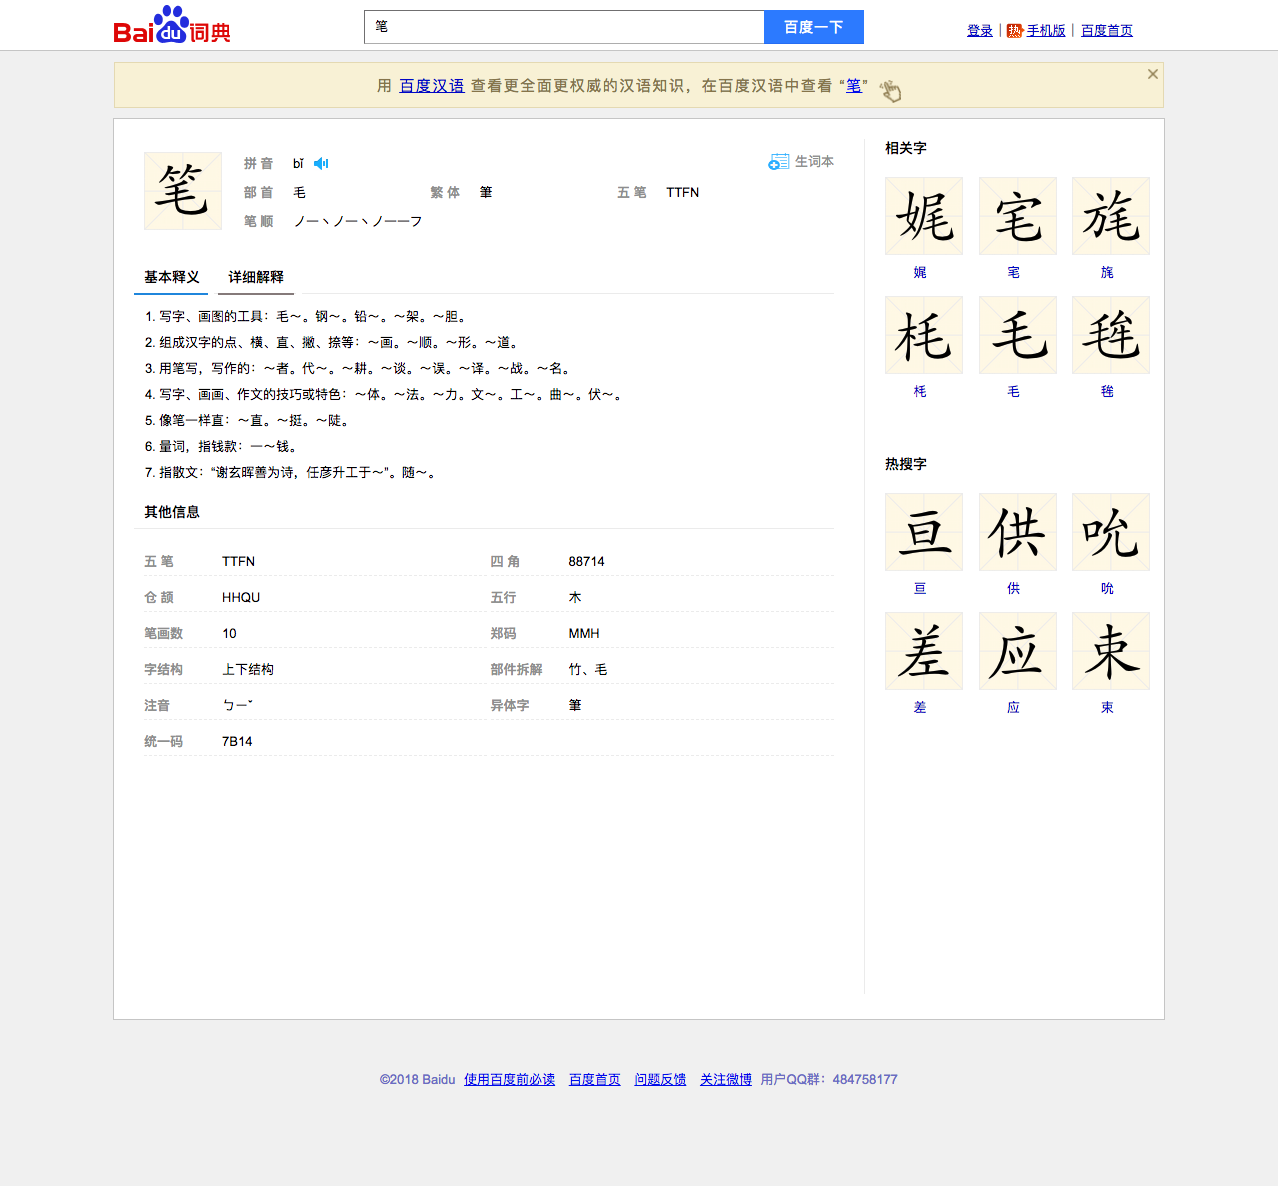 Bai du 词典
笔
百度一下
登录 | 热 手机版 | 百度首页
用 百度汉语 查看更全面更权威的汉语知识，在百度汉语中查看 “笔”
笔
拼 音 bǐ
生词本
部 首 毛 繁 体 筆 五 笔 TTFN
笔 顺 ノ一丶ノ一丶ノ一一フ
基本释义 详细解释
1. 写字、画图的工具：毛～。钢～。铅～。～架。～胆。
2. 组成汉字的点、横、直、撇、捺等：～画。～顺。～形。～道。
3. 用笔写，写作的：～者。代～。～耕。～谈。～误。～译。～战。～名。
4. 写字、画画、作文的技巧或特色：～体。～法。～力。文～。工～。曲～。伏～。
5. 像笔一样直：～直。～挺。～陡。
6. 量词，指钱款：一～钱。
7. 指散文：“谢玄晖善为诗，任彦升工于～”。随～。
其他信息
五 笔 TTFN 四 角 88714
仓 颉 HHQU 五行 木
笔画数 10 郑码 MMH
字结构 上下结构 部件拆解 竹、毛
注音 ㄅㄧˇ 异体字 筆
统一码 7B14
相关字
娓 宅 旄
娓 宅 旄
枆 毛 毪
枆 毛 毪
热搜字
亘 供 吮
亘 供 吮
差 应 束
差 应 束
©2018 Baidu 使用百度前必读 百度首页 问题反馈 关注微博 用户QQ群：484758177